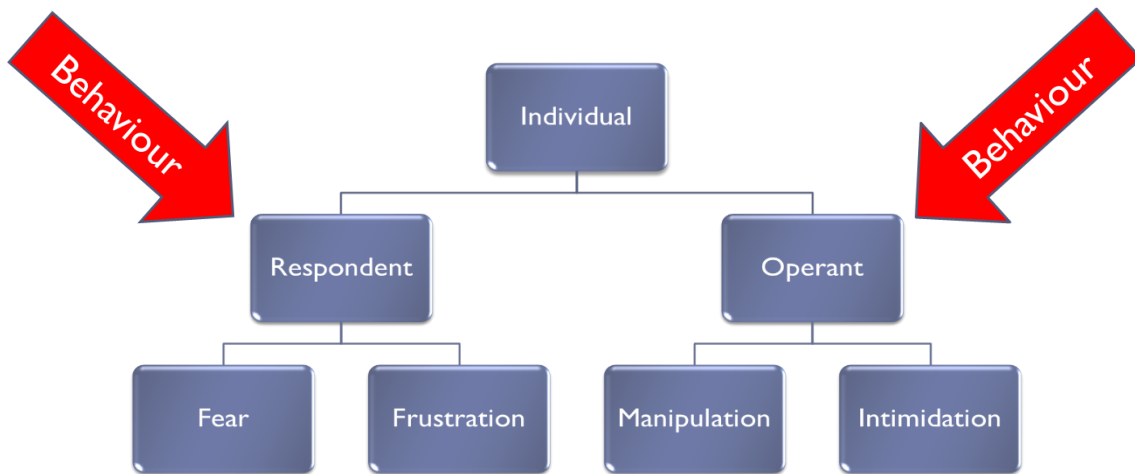 Behaviour
Behaviour
Individual
Respondent
Operant
Fear
Frustration
Manipulation
Intimidation